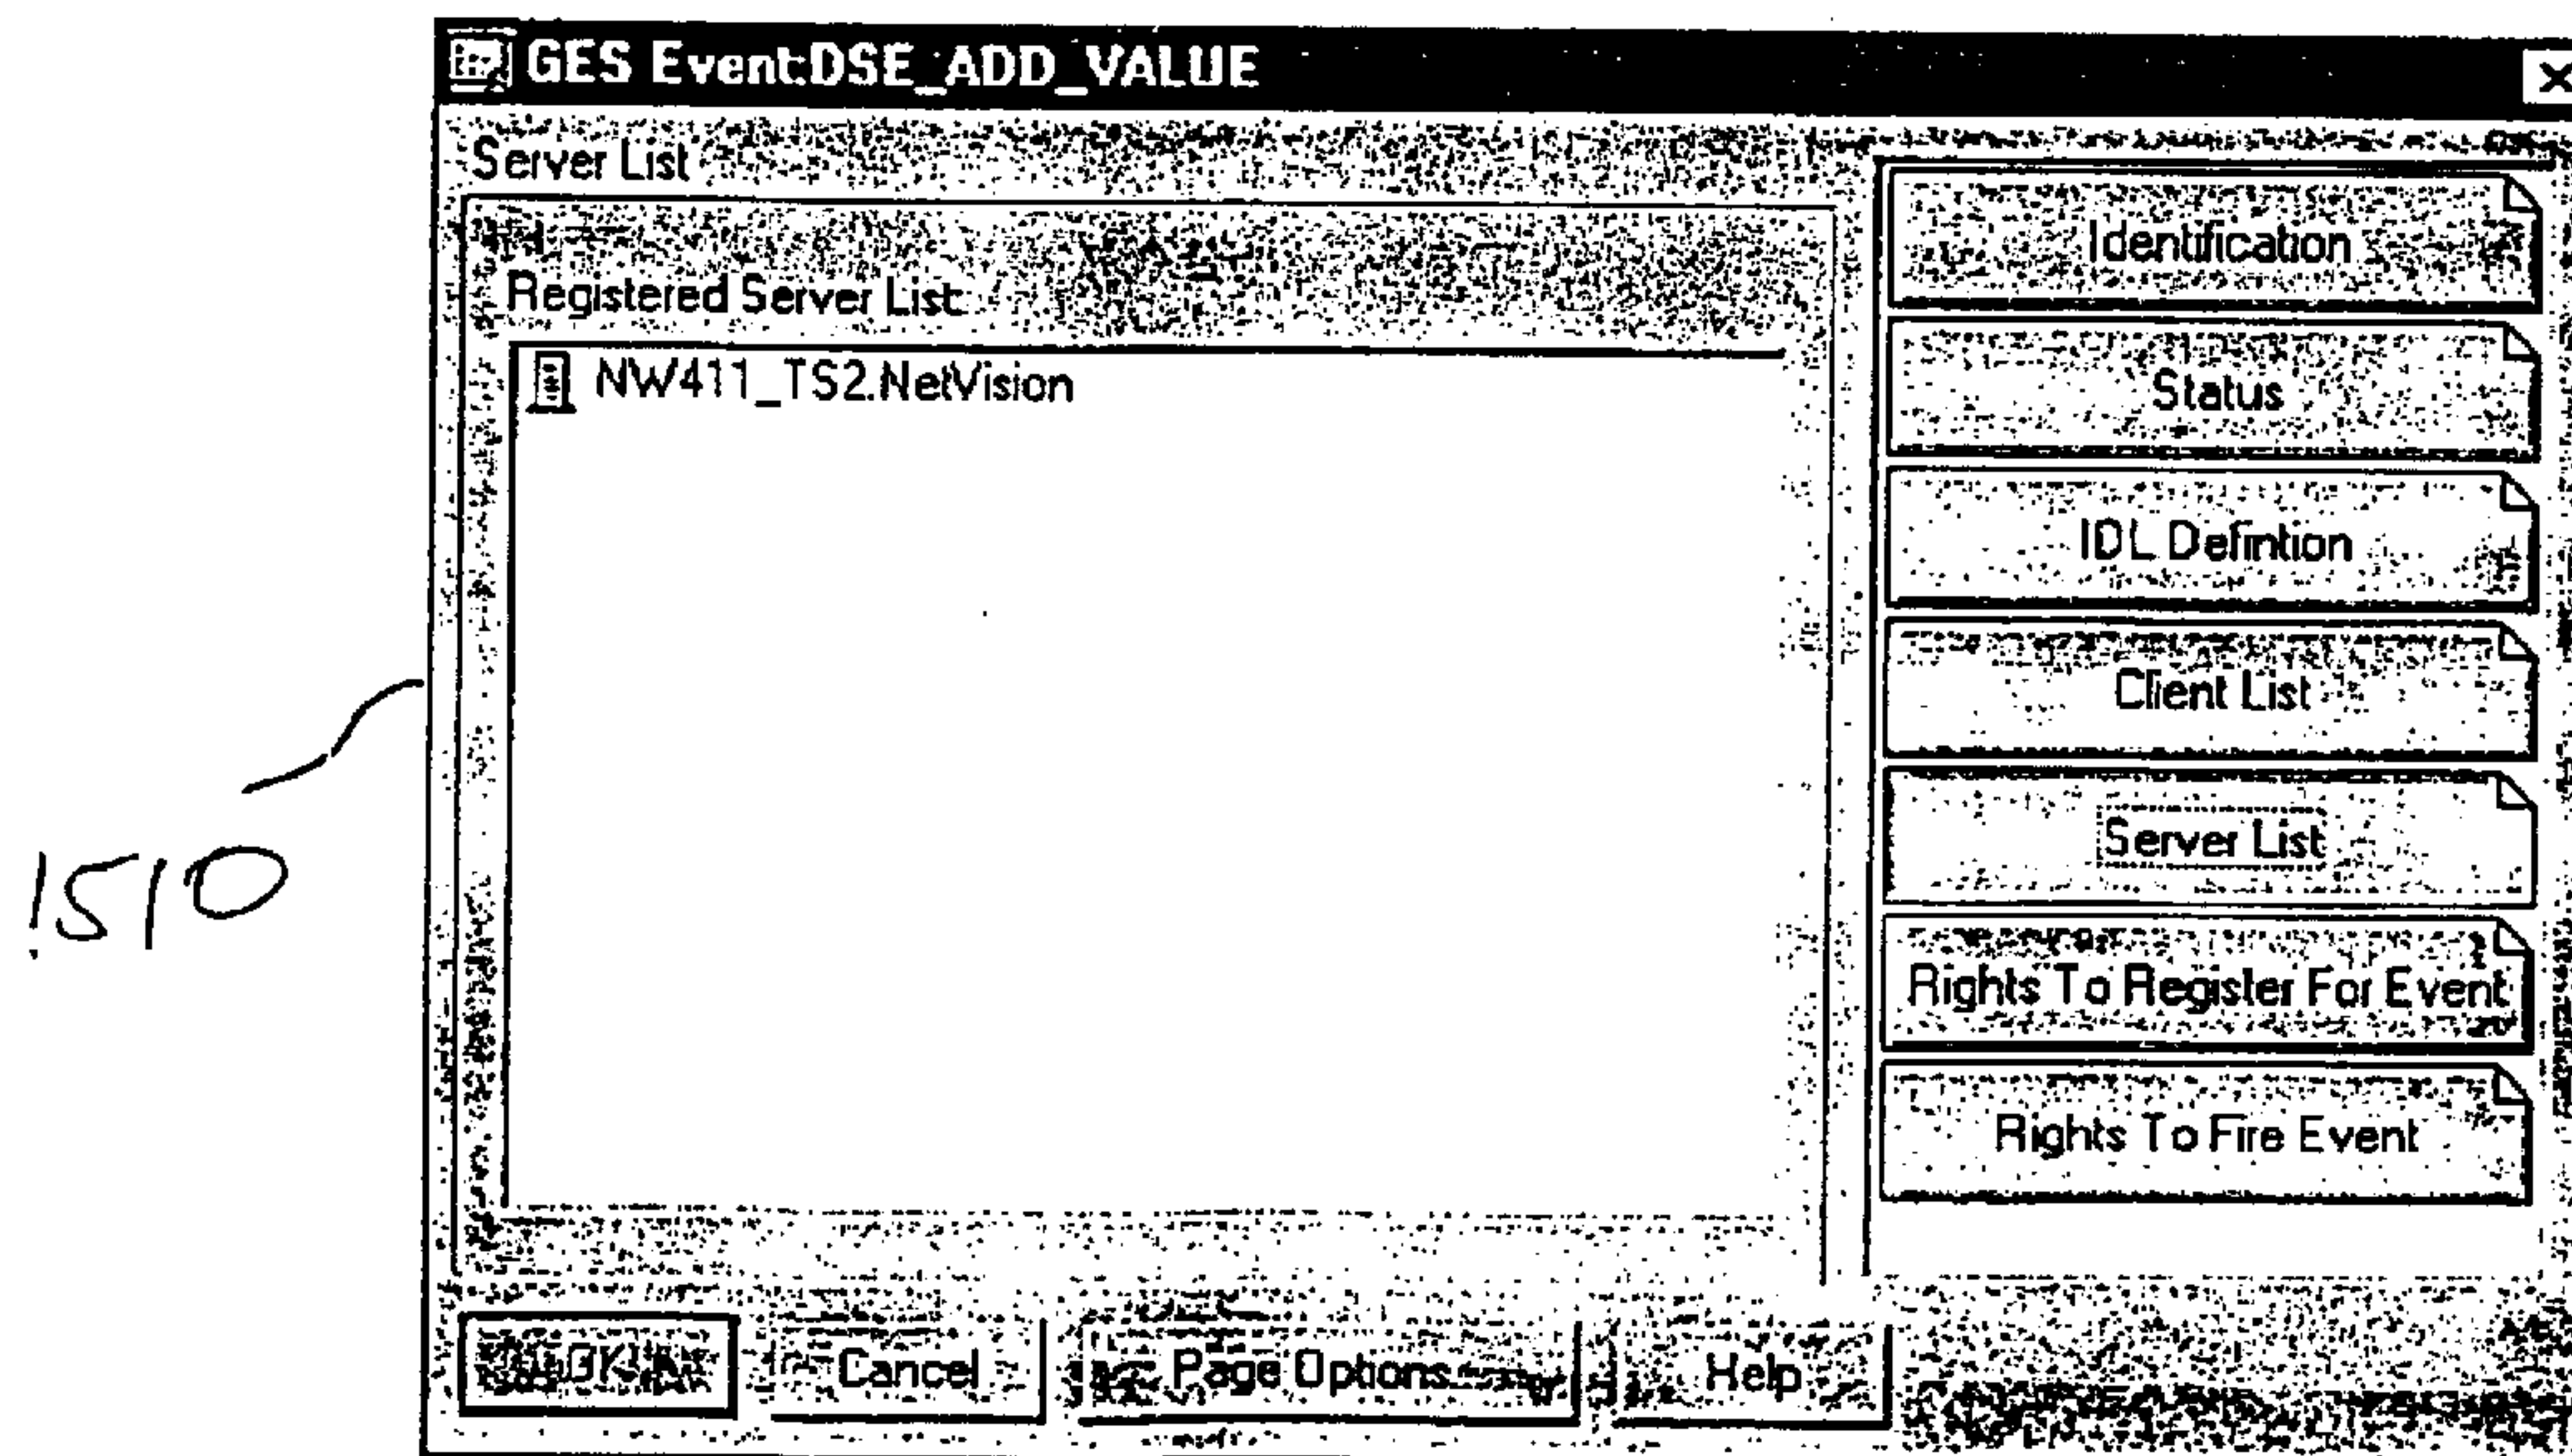 GES Event:DSE_ADD_VALUE
Server List
Registered Server List:
NW411_TS2.NetVision
Identification
Status
IDL Defintion
Client List
Server List
Rights To Register For Event
Rights To Fire Event
OK
Cancel
Page Options...
Help
1510